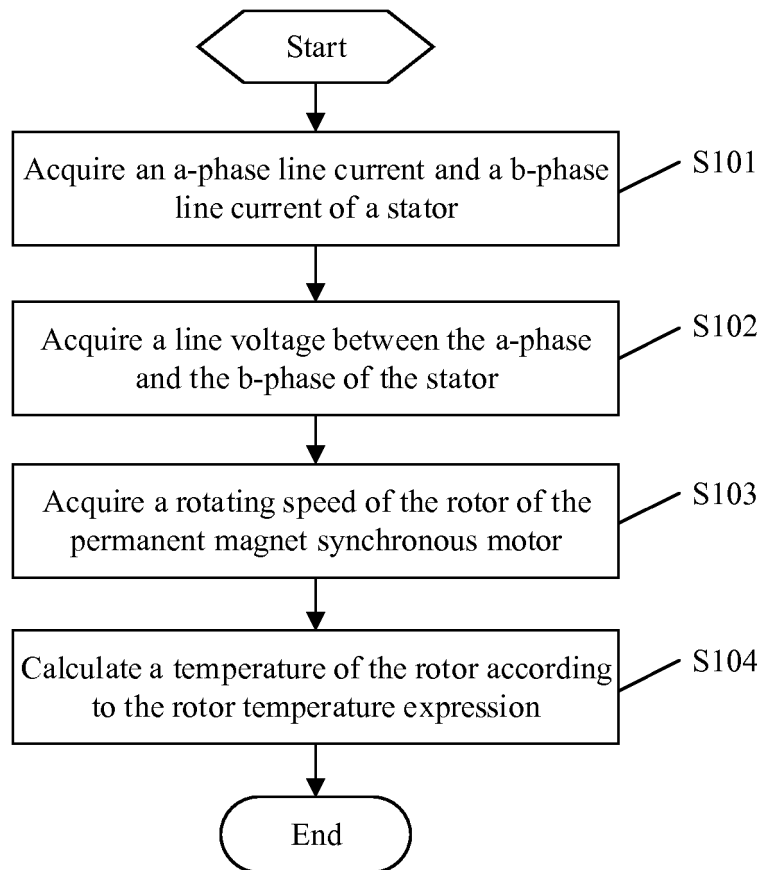 Start
Acquire an a-phase line current and a b-phase
line current of a stator
S101
Acquire a line voltage between the a-phase
and the b-phase of the stator
S102
Acquire a rotating speed of the rotor of the
permanent magnet synchronous motor
S103
Calculate a temperature of the rotor according
to the rotor temperature expression
S104
End